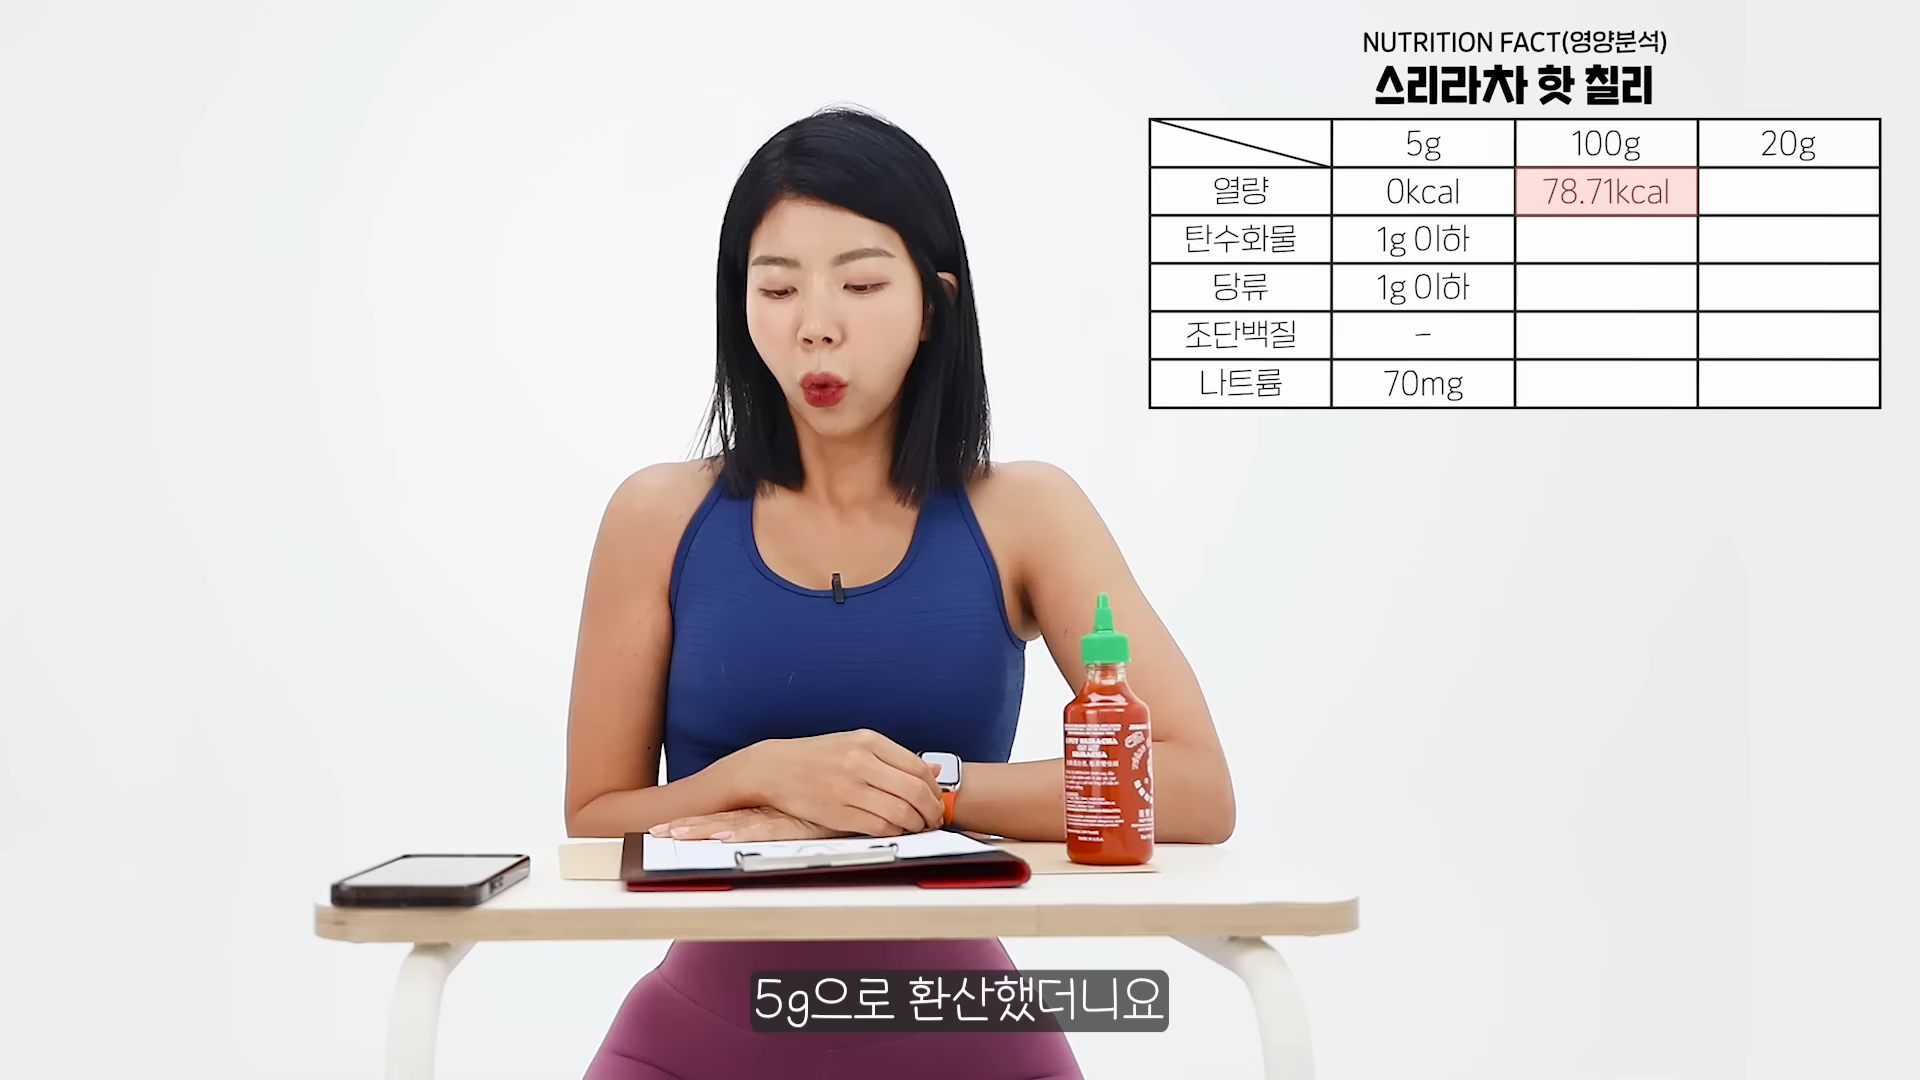 NUTRITION FACT(영양분석)
스리라차 핫 칠리
5g 100g 20g
열량 0kcal 78.71kcal
탄수화물 1g 이하
당류 1g 이하
조단백질 -
나트륨 70mg
SRIRACHA
5g으로 환산했더니요